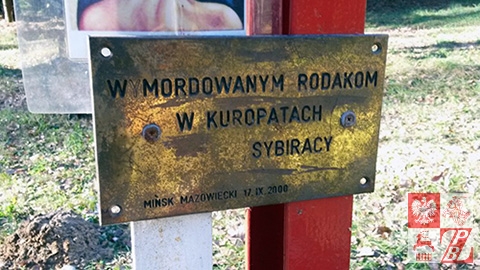 WYMORDOWANYM RODAKOM
W KUROPATACH
SYBIRACY
MIŃSK MAZOWIECKI 17.IX.2000